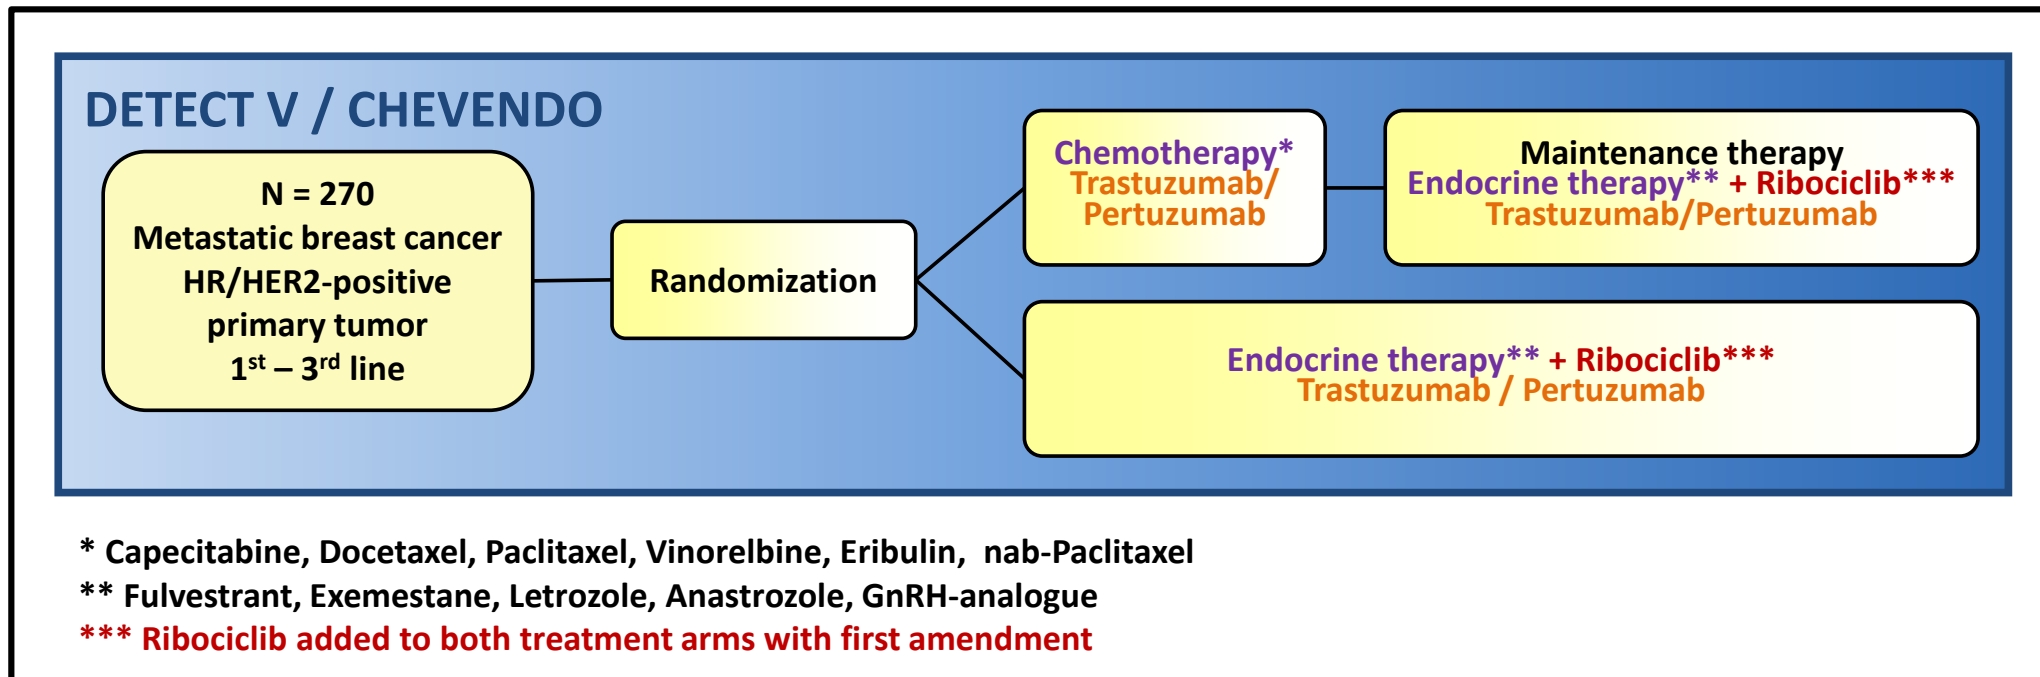 DETECT V / CHEVENDO
N = 270
Metastatic breast cancer
HR/HER2-positive
primary tumor
1st – 3rd line
Randomization
Chemotherapy*
Trastuzumab/
Pertuzumab
Maintenance therapy
Endocrine therapy** + Ribociclib***
Trastuzumab/Pertuzumab
Endocrine therapy** + Ribociclib***
Trastuzumab / Pertuzumab
* Capecitabine, Docetaxel, Paclitaxel, Vinorelbine, Eribulin,  nab-Paclitaxel
** Fulvestrant, Exemestane, Letrozole, Anastrozole, GnRH-analogue
*** Ribociclib added to both treatment arms with first amendment